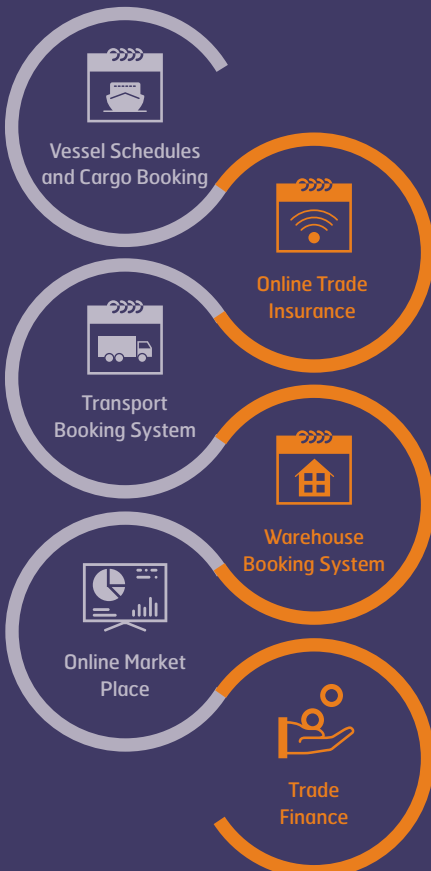 Vessel Schedules
and Cargo Booking
Online Trade
Insurance
Transport
Booking System
Warehouse
Booking System
Online Market
Place
Trade
Finance